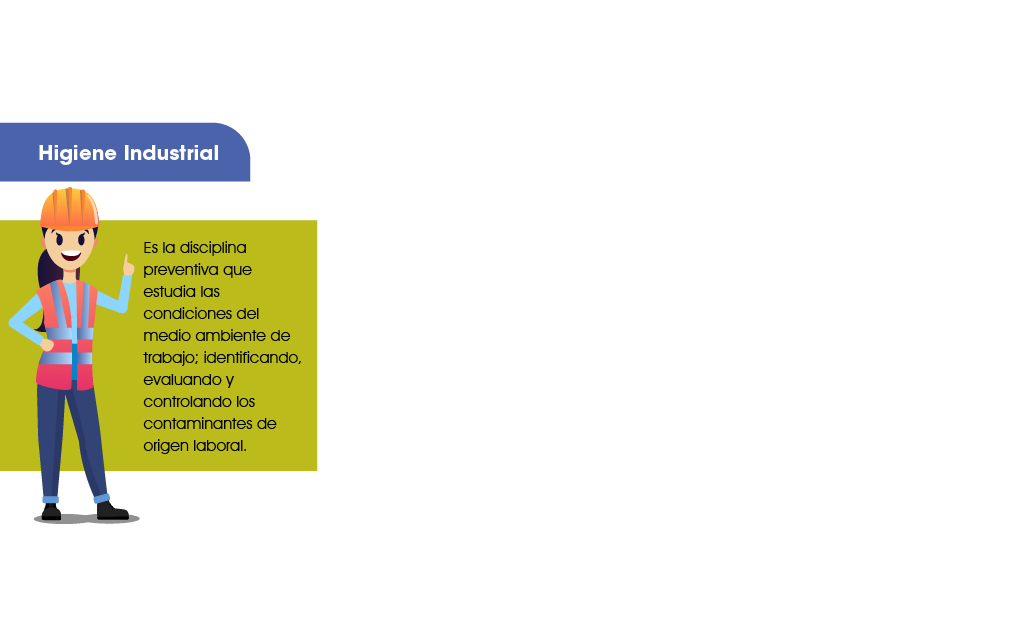 Higiene Industrial
Es la disciplina
preventiva que
estudia las
condiciones del
medio ambiente de
trabajo; identificando,
evaluando y
controlando los
contaminantes de
origen laboral.